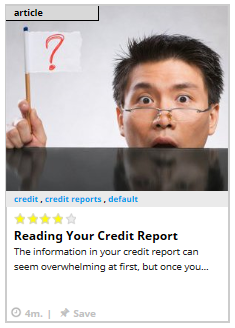 article
?
credit , credit reports , default
Reading Your Credit Report
The information in your credit report can
seem overwhelming at first, but once you...
4m. | Save